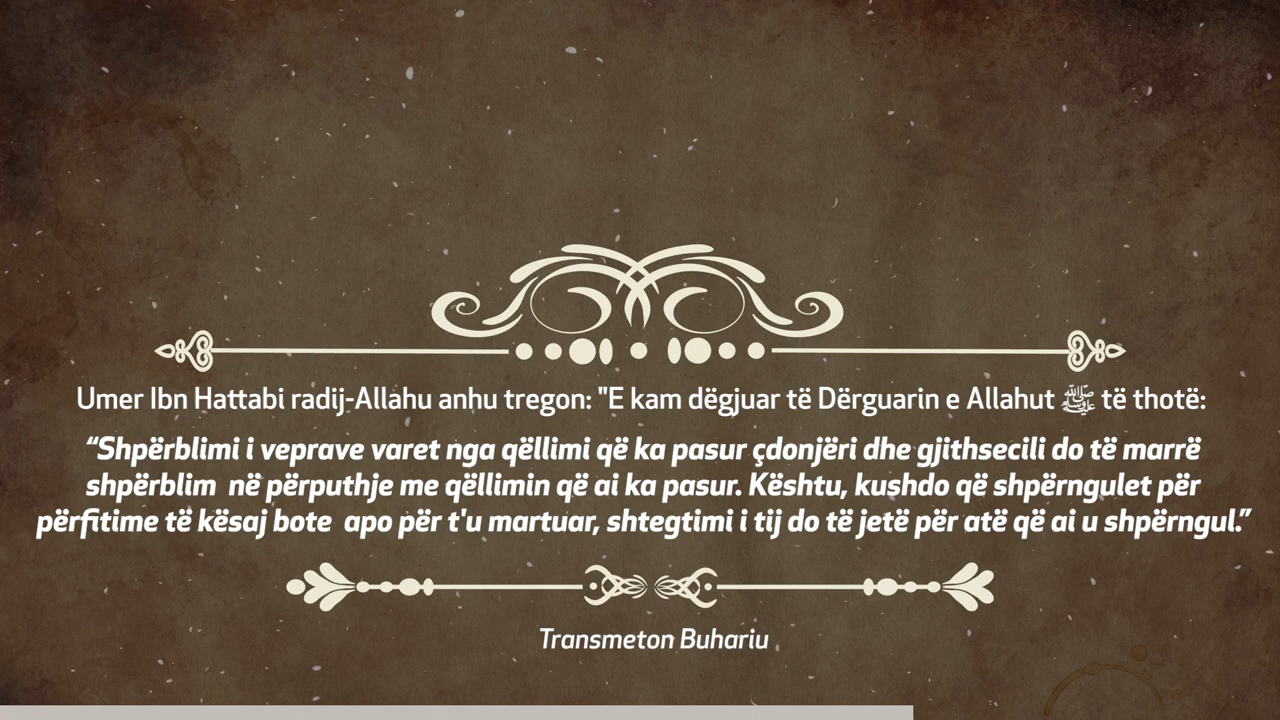 Umer Ibn Hattabi radij-Allahu anhu tregon: "E kam dëgjuar të Dërguarin e Allahut ﷺ të thotë:
“Shpërblimi i veprave varet nga qëllimi që ka pasur çdonjëri dhe gjithsecili do të marrë
shpërblim në përputhje me qëllimin që ai ka pasur. Kështu, kushdo që shpërngulet për
përfitime të kësaj bote apo për t'u martuar, shtegtimi i tij do të jetë për atë që ai u shpërngul.”
Transmeton Buhariu